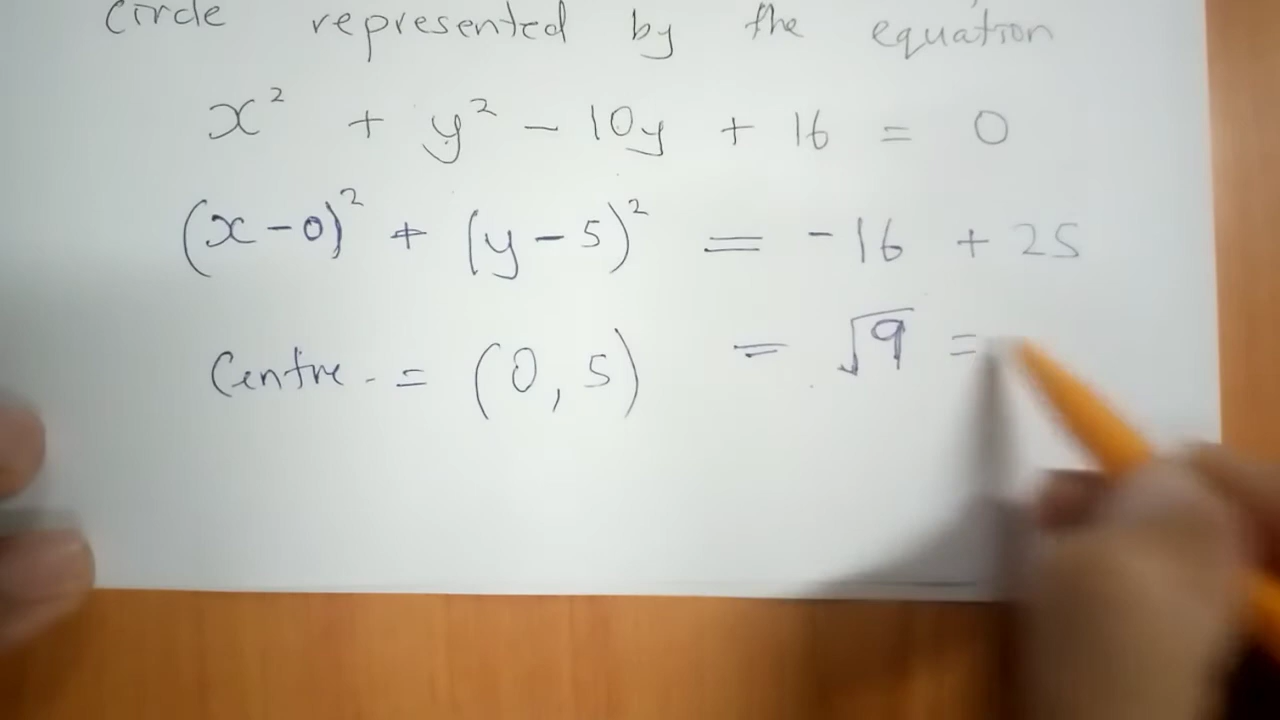 Circle represented by the equation
x² + y² - 10y + 16 = 0
(x - 0)² + (y - 5)² = -16 + 25
Centre - = (0, 5) = √9 =